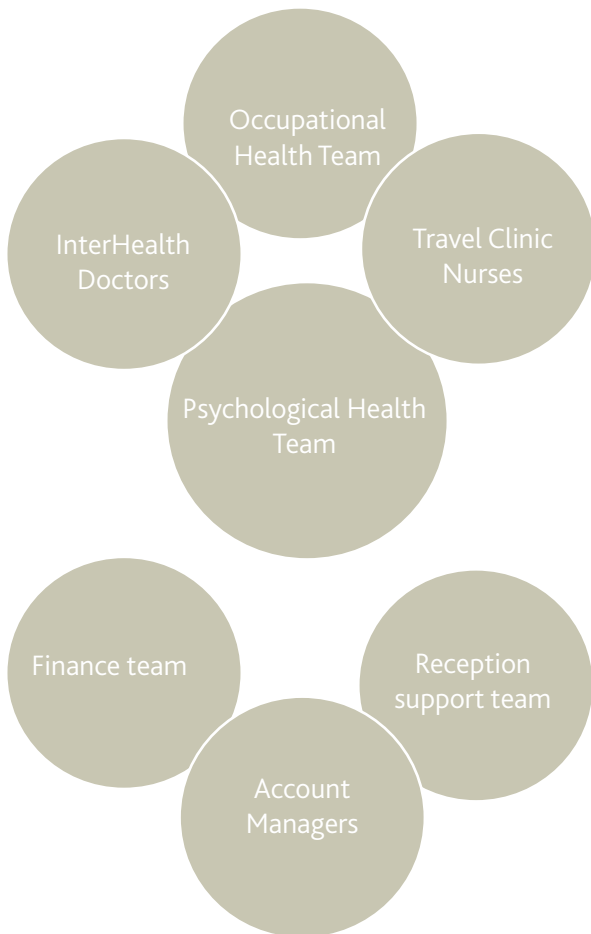 Occupational
Health Team
InterHealth
Doctors
Travel Clinic
Nurses
Psychological Health
Team
Finance team
Reception
support team
Account
Managers